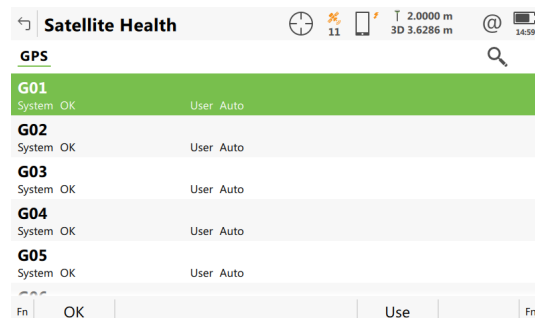 Satellite Health
11
2.0000 m
3D 3.6286 m
@
14:59
GPS
G01
System OK User Auto
G02
System OK User Auto
G03
System OK User Auto
G04
System OK User Auto
G05
System OK User Auto
Fn OK Use Fn